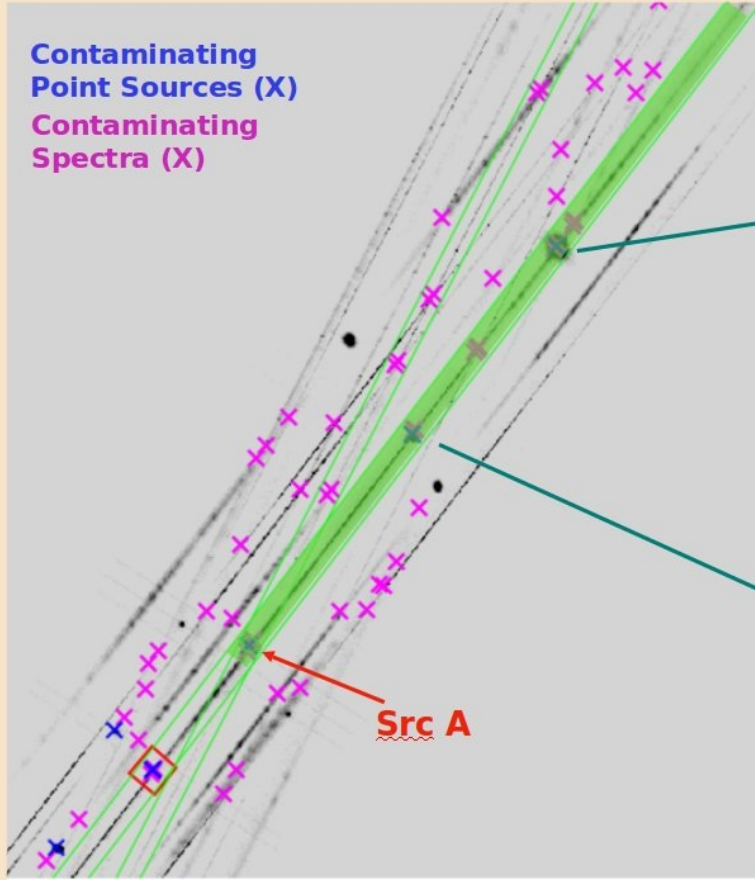 Contaminating
Point Sources (X)
Contaminating
Spectra (X)
Src A